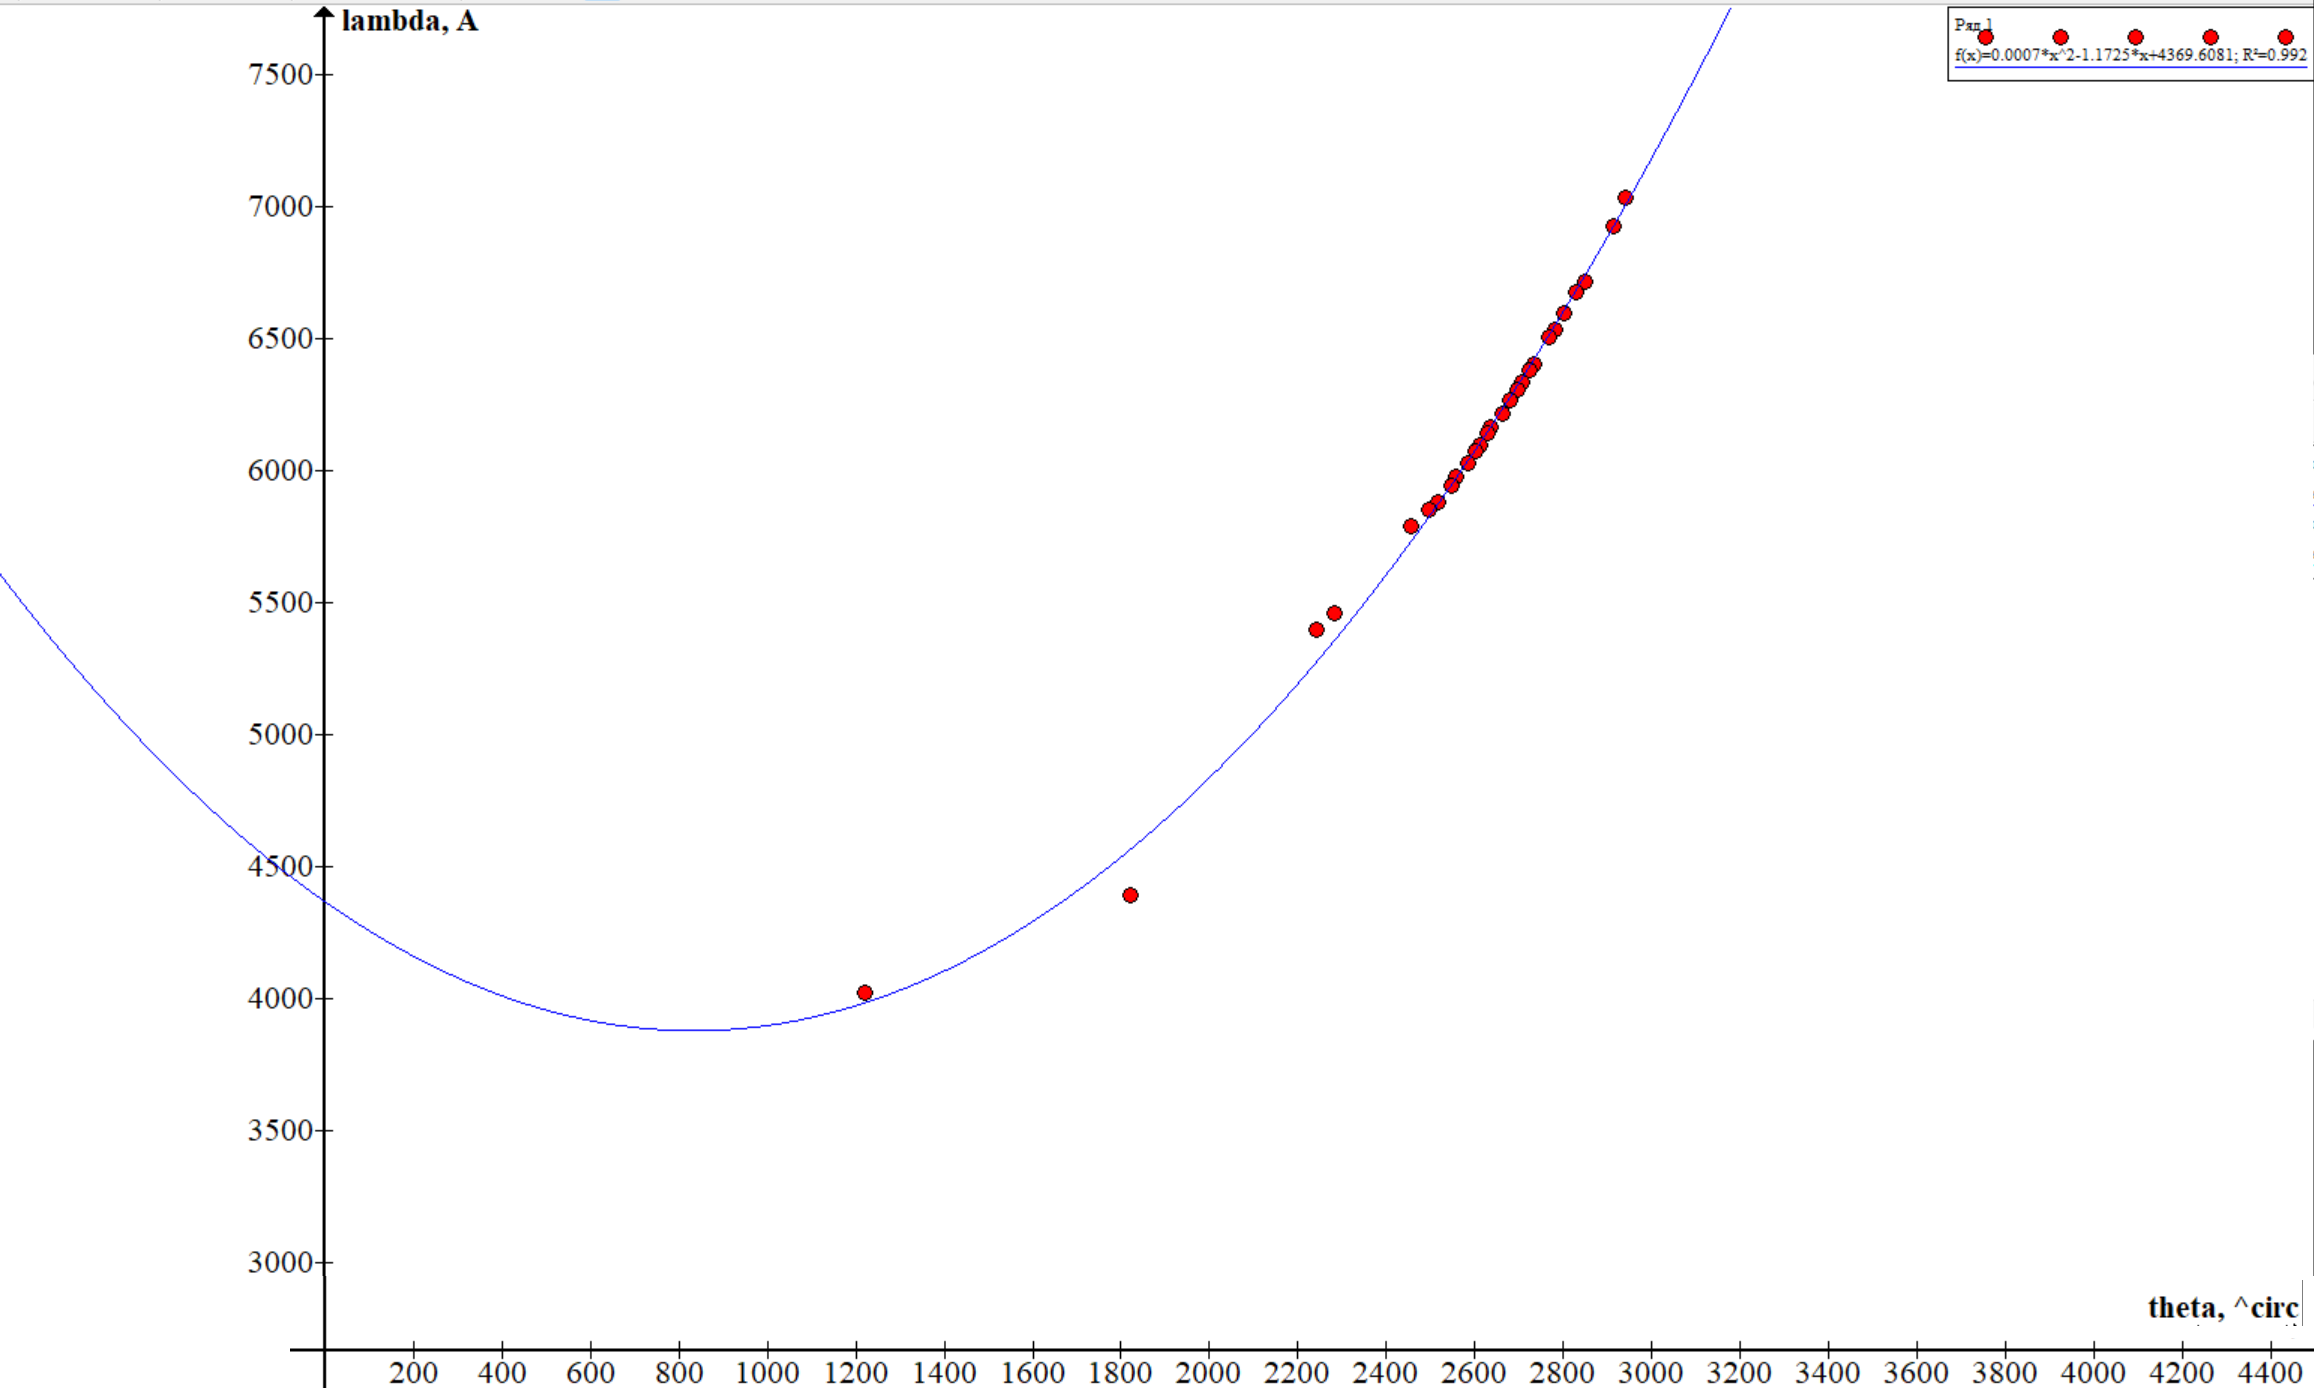 lambda, A
Ряд 1
f(x)=0.0007*x^2-1.1725*x+4369.6081; R²=0.992
7500
7000
6500
6000
5500
5000
4500
4000
3500
3000
theta, ^circ
200 400 600 800 1000 1200 1400 1600 1800 2000 2200 2400 2600 2800 3000 3200 3400 3600 3800 4000 4200 4400